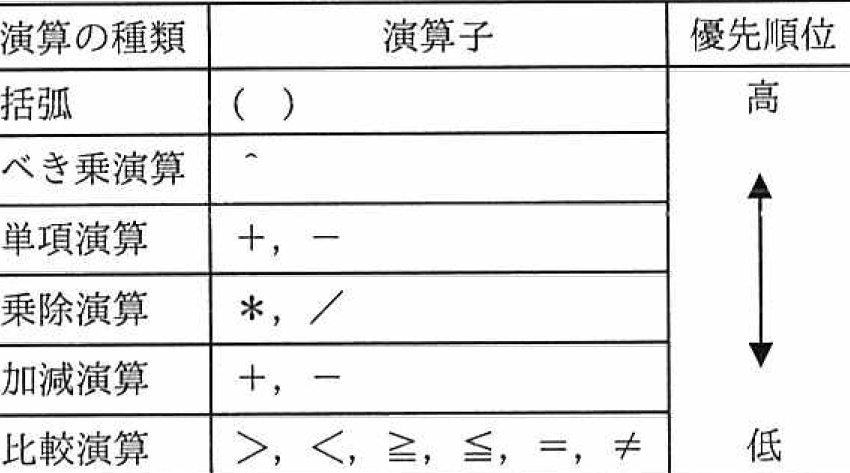 演算の種類 演算子 優先順位
括弧 ( ) 高
べき乗演算 ^
単項演算 +, -
乗除演算 *, /
加減演算 +, -
比較演算 >, <, ≧, ≦, =, ≠ 低